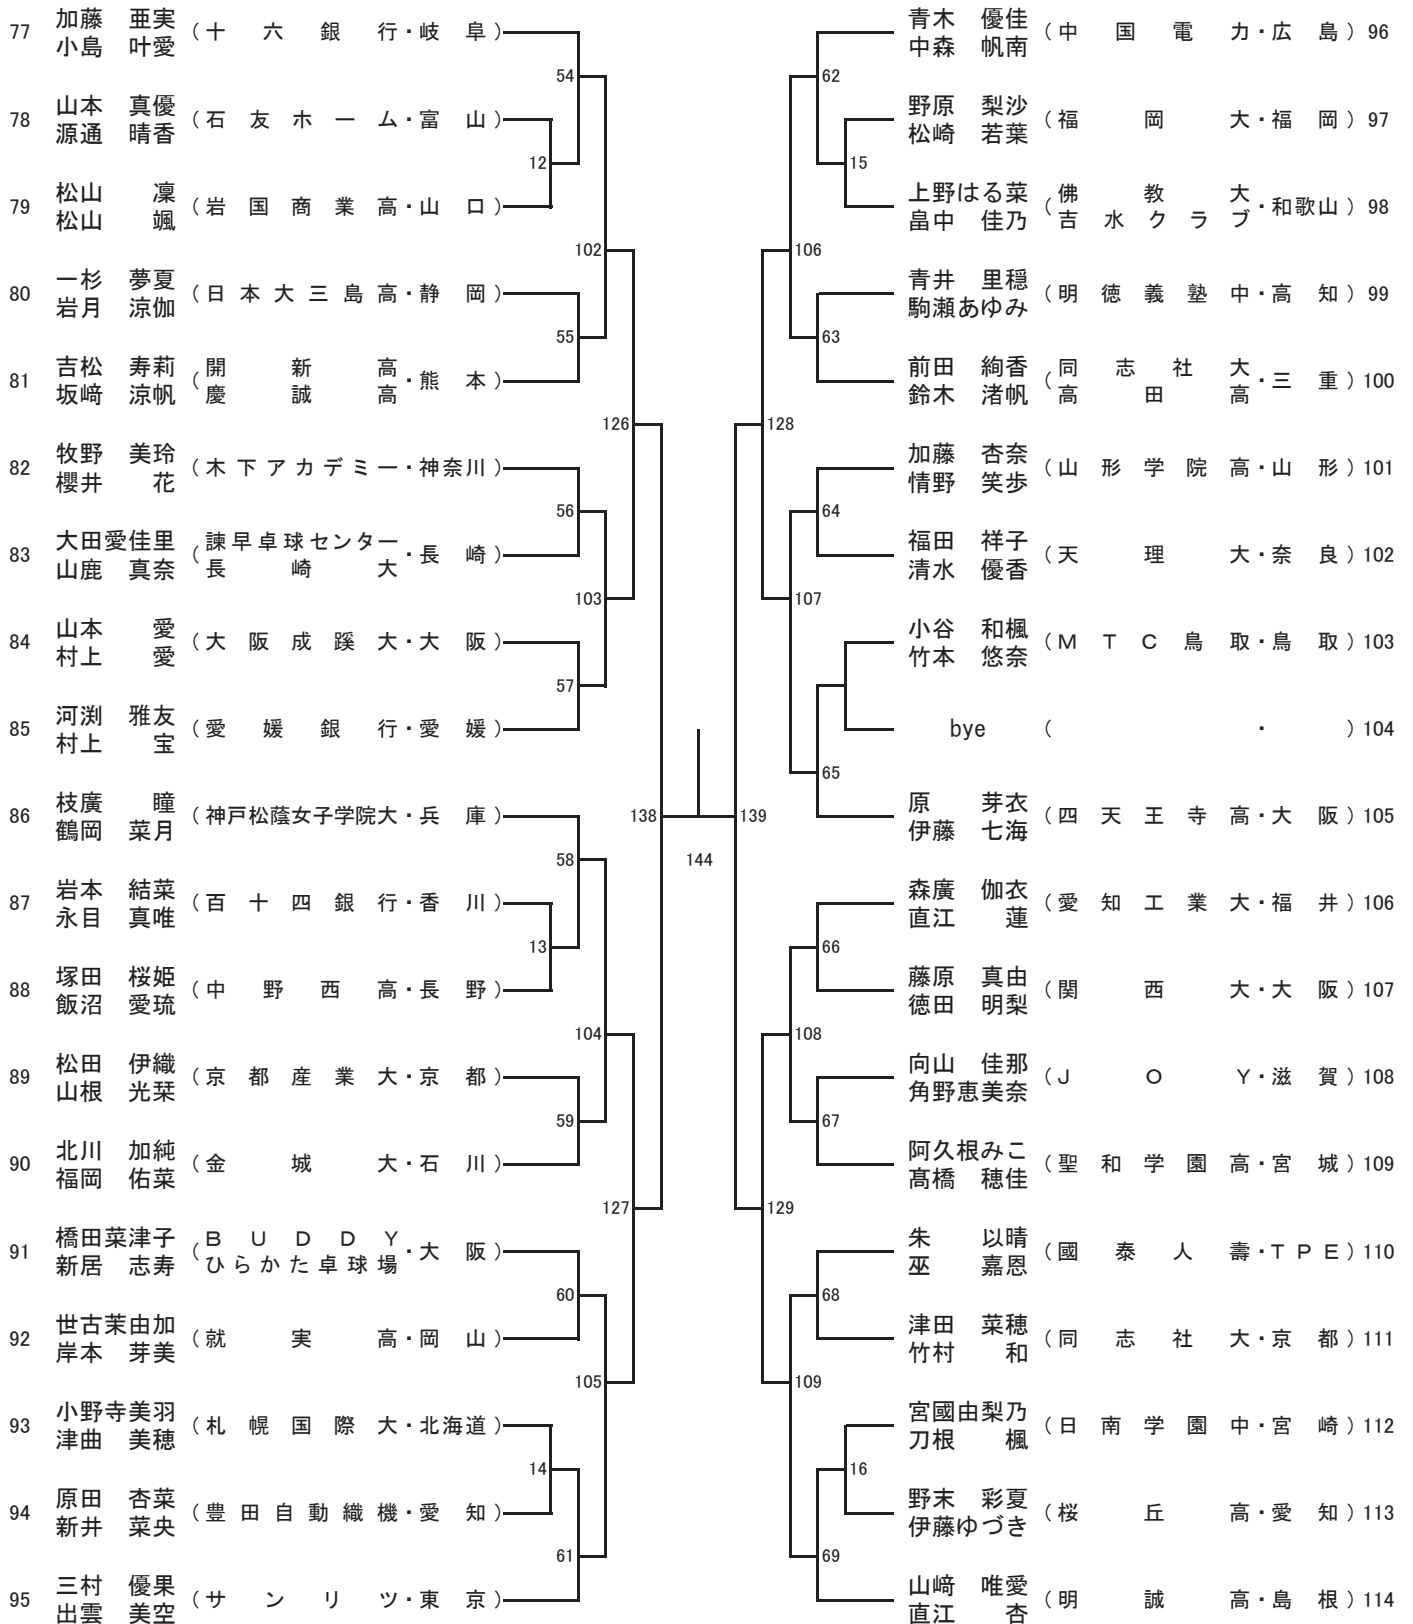 77 加藤 亜実 小島 叶愛 (十六銀行・岐阜)
78 山本 真優 源通 晴香 (石友ホーム・富山)
79 松山 凜 松山 颯 (岩国商業高・山口)
80 一杉 夢夏 岩月 涼伽 (日本大三島高・静岡)
81 吉松 寿莉 坂﨑 涼帆 (開新高 慶誠高・熊本)
82 牧野 美玲 櫻井 花 (木下アカデミー・神奈川)
83 大田愛佳里 山鹿 真奈 (諫早卓球センター 長崎大・長崎)
84 山本 愛 村上 愛 (大阪成蹊大・大阪)
85 河渕 雅友 村上 宝 (愛媛銀行・愛媛)
86 枝廣 瞳 鶴岡 菜月 (神戸松蔭女子学院大・兵庫)
87 岩本 結菜 永目 真唯 (百十四銀行・香川)
88 塚田 桜姫 飯沼 愛琉 (中野西高・長野)
89 松田 伊織 山根 光栞 (京都産業大・京都)
90 北川 加純 福岡 佑菜 (金城大・石川)
91 橋田菜津子 新居 志寿 (BUDDY ひらかた卓球場・大阪)
92 世古茉由加 岸本 芽美 (就実高・岡山)
93 小野寺美羽 津曲 美穂 (札幌国際大・北海道)
94 原田 杏菜 新井 菜央 (豊田自動織機・愛知)
95 三村 優果 出雲 美空 (サンリツ・東京)
54
12
102
55
126
56
103
57
138
58
13
104
59
127
60
105
14
61
144
青木 優佳 中森 帆南 (中国電力・広島) 96
野原 梨沙 松崎 若葉 (福岡大・福岡) 97
上野はる菜 畠中 佳乃 (佛教大 吉水クラブ・和歌山) 98
青井 里穏 駒瀬あゆみ (明徳義塾中・高知) 99
前田 絢香 鈴木 渚帆 (同志社大 高田高・三重) 100
加藤 杏奈 情野 笑歩 (山形学院高・山形) 101
福田 祥子 清水 優香 (天理大・奈良) 102
小谷 和楓 竹本 悠奈 (MTC鳥取・鳥取) 103
bye (・) 104
原 芽衣 伊藤 七海 (四天王寺高・大阪) 105
森廣 伽衣 直江 蓮 (愛知工業大・福井) 106
藤原 真由 徳田 明梨 (関西大・大阪) 107
向山 佳那 角野恵美奈 (JOY・滋賀) 108
阿久根みこ 髙橋 穂佳 (聖和学園高・宮城) 109
朱 以晴 巫 嘉恩 (國泰人壽・TPE) 110
津田 菜穂 竹村 和 (同志社大・京都) 111
宮國由梨乃 刀根 楓 (日南学園中・宮崎) 112
野末 彩夏 伊藤ゆづき (桜丘高・愛知) 113
山﨑 唯愛 直江 杏 (明誠高・島根) 114
62
15
106
63
128
64
107
65
139
66
108
67
129
68
109
16
69